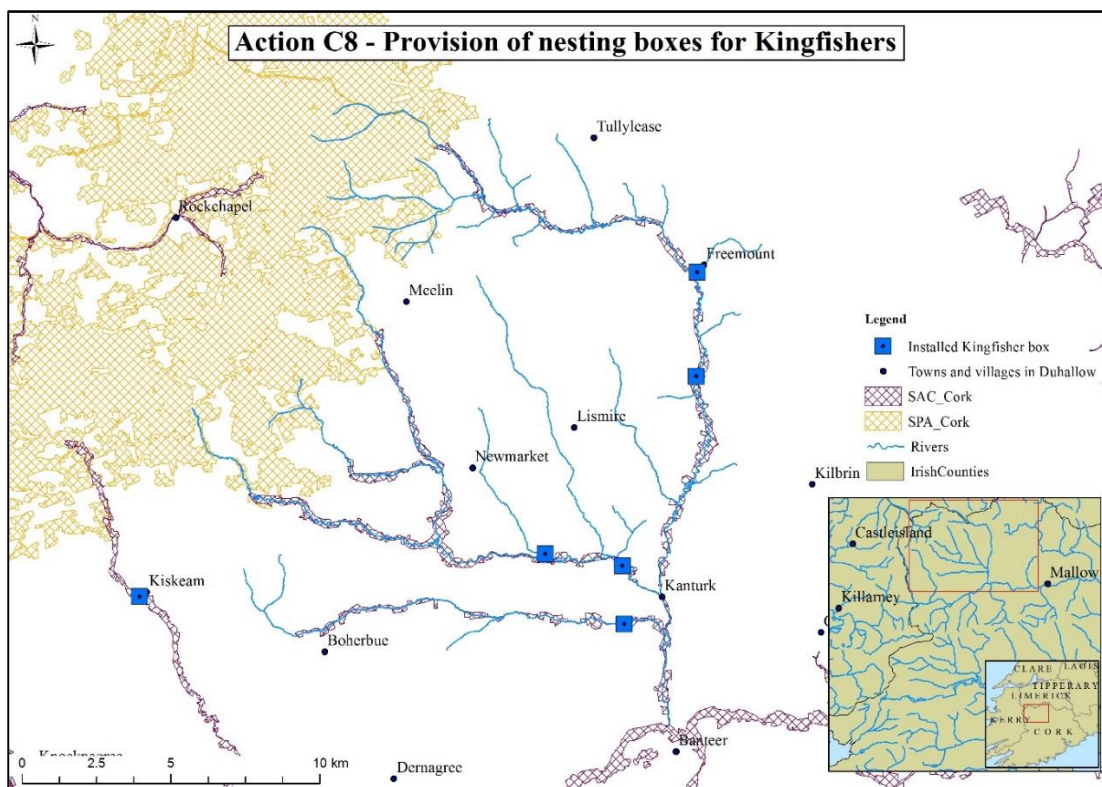 N
Action C8 - Provision of nesting boxes for Kingfishers
Tullylease
Rockchapel
Freemount
Meelin
Legend
Installed Kingfisher box
Towns and villages in Duhallow
SAC_Cork
SPA_Cork
Rivers
IrishCounties
Lismire
Newmarket
Kilbrin
Castleisland
Mallow
Killarney
Kiskeam
Kanturk
Boherbue
CLARE
LAOIS
TIPPERARY
LIMERICK
KERRY
CORK
Banteer
Dernagree
0 2.5 5 10 km